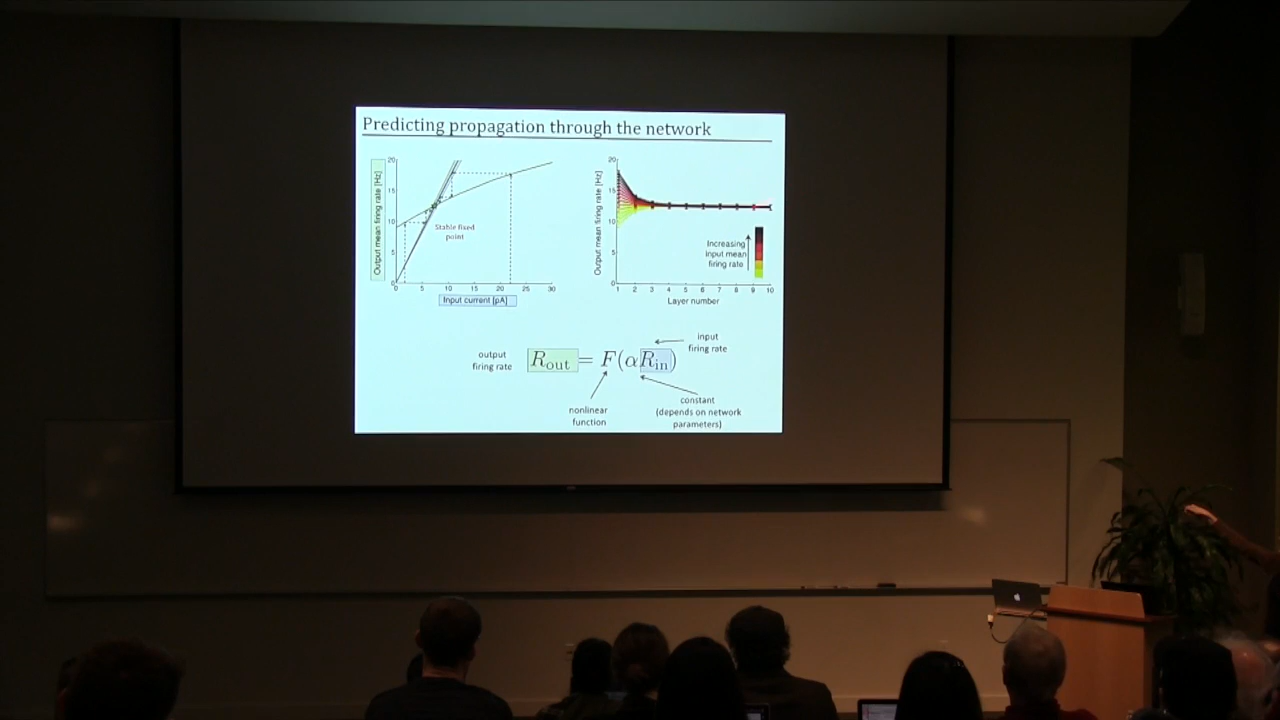 Predicting propagation through the network
Output mean firing rate [Hz]
20
15
10
5
0
Stable fixed
point
0 5 10 15 20 25 30
Input current [pA]
Output mean firing rate [Hz]
20
15
10
5
0
Increasing
input mean
firing rate
1 2 3 4 5 6 7 8 9 10
Layer number
output
firing rate
R_out = F(αR_in)
input
firing rate
nonlinear
function
constant
(depends on network
parameters)